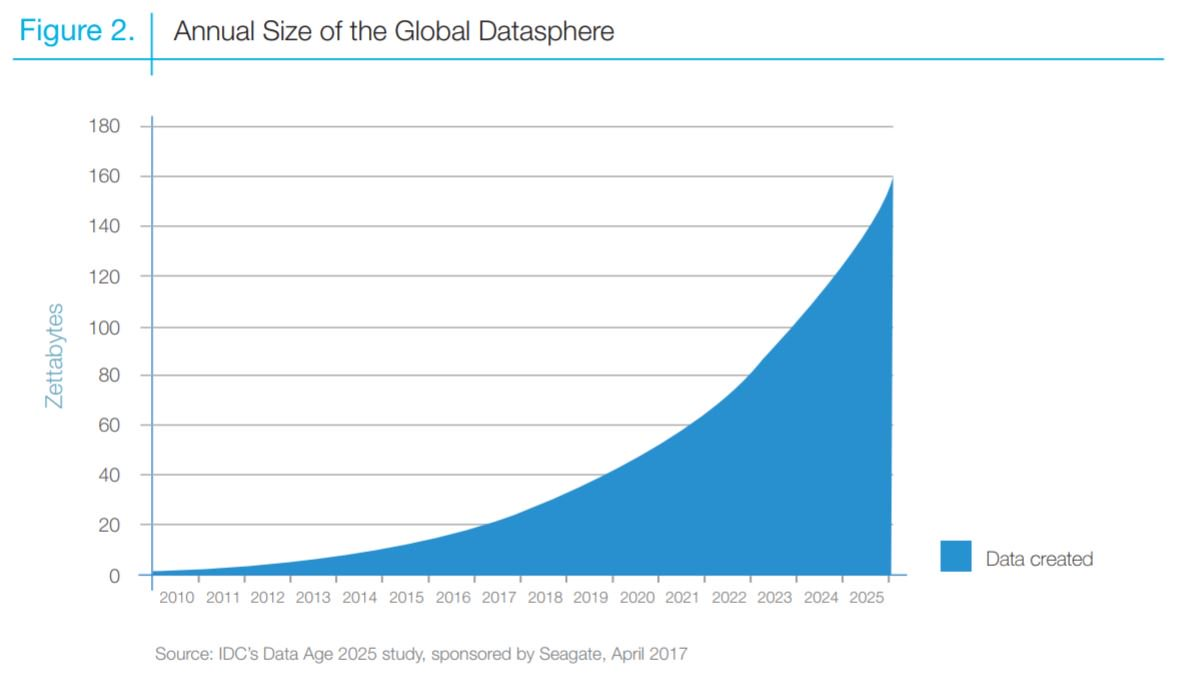 Figure 2.
Annual Size of the Global Datasphere
180
160
140
120
100
80
60
40
20
0
Zettabytes
2010 2011 2012 2013 2014 2015 2016 2017 2018 2019 2020 2021 2022 2023 2024 2025
Data created
Source: IDC's Data Age 2025 study, sponsored by Seagate, April 2017